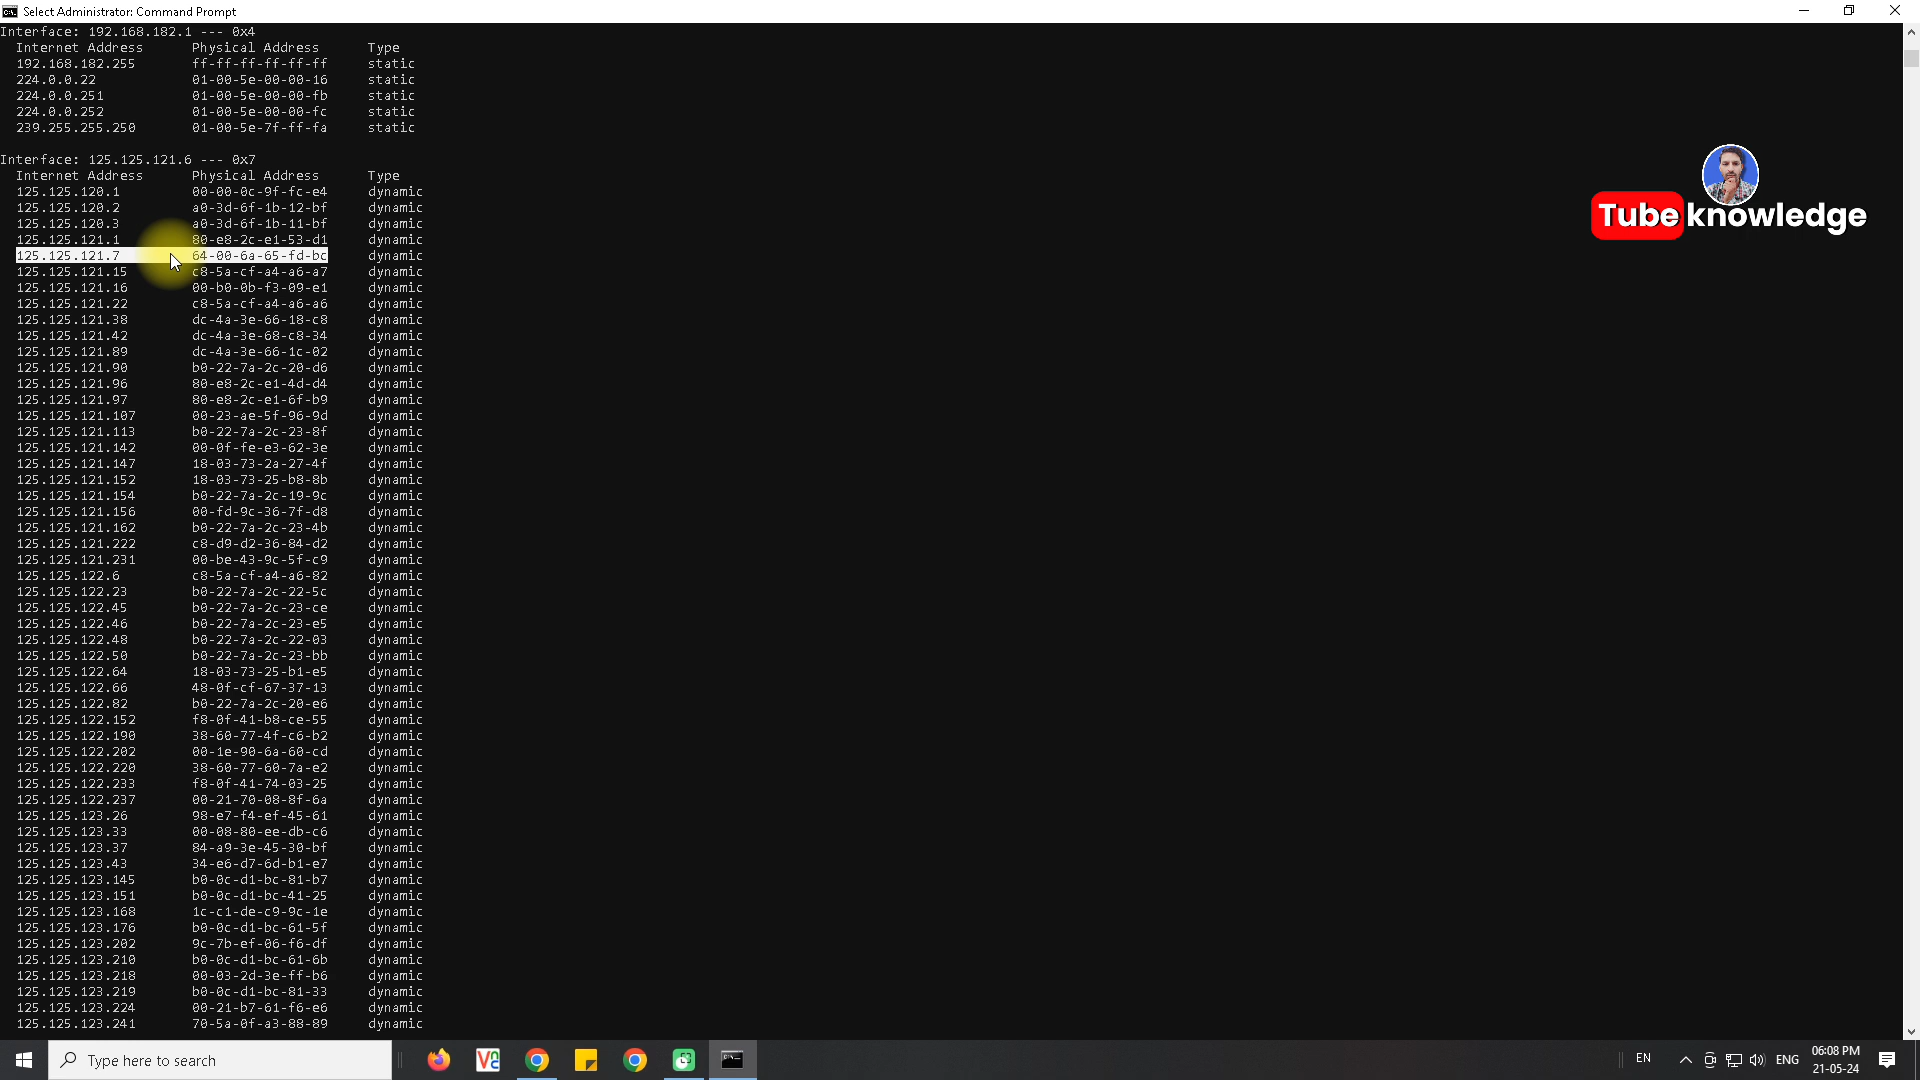 Select Administrator: Command Prompt
Interface: 192.168.182.1 --- 0x4
Internet Address Physical Address Type
192.168.182.255 ff-ff-ff-ff-ff-ff static
224.0.0.22 01-00-5e-00-00-16 static
224.0.0.251 01-00-5e-00-00-fb static
224.0.0.252 01-00-5e-00-00-fc static
239.255.255.250 01-00-5e-7f-ff-fa static
Interface: 125.125.121.6 --- 0x7
Internet Address Physical Address Type
125.125.120.1 00-00-0c-9f-fc-e4 dynamic
125.125.120.2 a0-3d-6f-1b-12-bf dynamic
125.125.120.3 a0-3d-6f-1b-11-bf dynamic
125.125.121.1 80-e8-2c-e1-53-d1 dynamic
125.125.121.7 64-00-6a-65-fd-bc dynamic
125.125.121.15 c8-5a-cf-a4-a6-a7 dynamic
125.125.121.16 00-b0-0b-f3-09-e1 dynamic
125.125.121.22 c8-5a-cf-a4-a6-a6 dynamic
125.125.121.38 dc-4a-3e-66-18-c8 dynamic
125.125.121.42 dc-4a-3e-68-c8-34 dynamic
125.125.121.89 dc-4a-3e-66-1c-02 dynamic
125.125.121.90 b0-22-7a-2c-20-d6 dynamic
125.125.121.96 80-e8-2c-e1-4d-d4 dynamic
125.125.121.97 80-e8-2c-e1-6f-b9 dynamic
125.125.121.107 00-23-ae-5f-96-9d dynamic
125.125.121.113 b0-22-7a-2c-23-8f dynamic
125.125.121.142 00-0f-fe-e3-62-3e dynamic
125.125.121.147 18-03-73-2a-27-4f dynamic
125.125.121.152 18-03-73-25-b8-8b dynamic
125.125.121.154 b0-22-7a-2c-19-9c dynamic
125.125.121.156 00-fd-9c-36-7f-d8 dynamic
125.125.121.162 b0-22-7a-2c-23-4b dynamic
125.125.121.222 c8-d9-d2-36-84-d2 dynamic
125.125.121.231 00-be-43-9c-5f-c9 dynamic
125.125.122.6 c8-5a-cf-a4-a6-82 dynamic
125.125.122.23 b0-22-7a-2c-22-5c dynamic
125.125.122.45 b0-22-7a-2c-23-ce dynamic
125.125.122.46 b0-22-7a-2c-23-e5 dynamic
125.125.122.48 b0-22-7a-2c-22-03 dynamic
125.125.122.50 b0-22-7a-2c-23-bb dynamic
125.125.122.64 18-03-73-25-b1-e5 dynamic
125.125.122.66 48-0f-cf-67-37-13 dynamic
125.125.122.82 b0-22-7a-2c-20-e6 dynamic
125.125.122.152 f8-0f-41-b8-ce-55 dynamic
125.125.122.190 38-60-77-4f-c6-b2 dynamic
125.125.122.202 00-1e-90-6a-60-cd dynamic
125.125.122.220 38-60-77-60-7a-e2 dynamic
125.125.122.233 f8-0f-41-74-03-25 dynamic
125.125.122.237 00-21-70-08-8f-6a dynamic
125.125.123.26 98-e7-f4-ef-45-61 dynamic
125.125.123.33 00-08-80-ee-db-c6 dynamic
125.125.123.37 84-a9-3e-45-30-bf dynamic
125.125.123.43 34-e6-d7-6d-b1-e7 dynamic
125.125.123.145 b0-0c-d1-bc-81-b7 dynamic
125.125.123.151 b0-0c-d1-bc-41-25 dynamic
125.125.123.168 1c-c1-de-c9-9c-1e dynamic
125.125.123.176 b0-0c-d1-bc-61-5f dynamic
125.125.123.202 9c-7b-ef-06-f6-df dynamic
125.125.123.210 b0-0c-d1-bc-61-6b dynamic
125.125.123.218 00-03-2d-3e-ff-b6 dynamic
125.125.123.219 b0-0c-d1-bc-81-33 dynamic
125.125.123.224 00-21-b7-61-f6-e6 dynamic
125.125.123.241 70-5a-0f-a3-88-89 dynamic
Tube knowledge
Type here to search
EN
ENG
06:08 PM
21-05-24